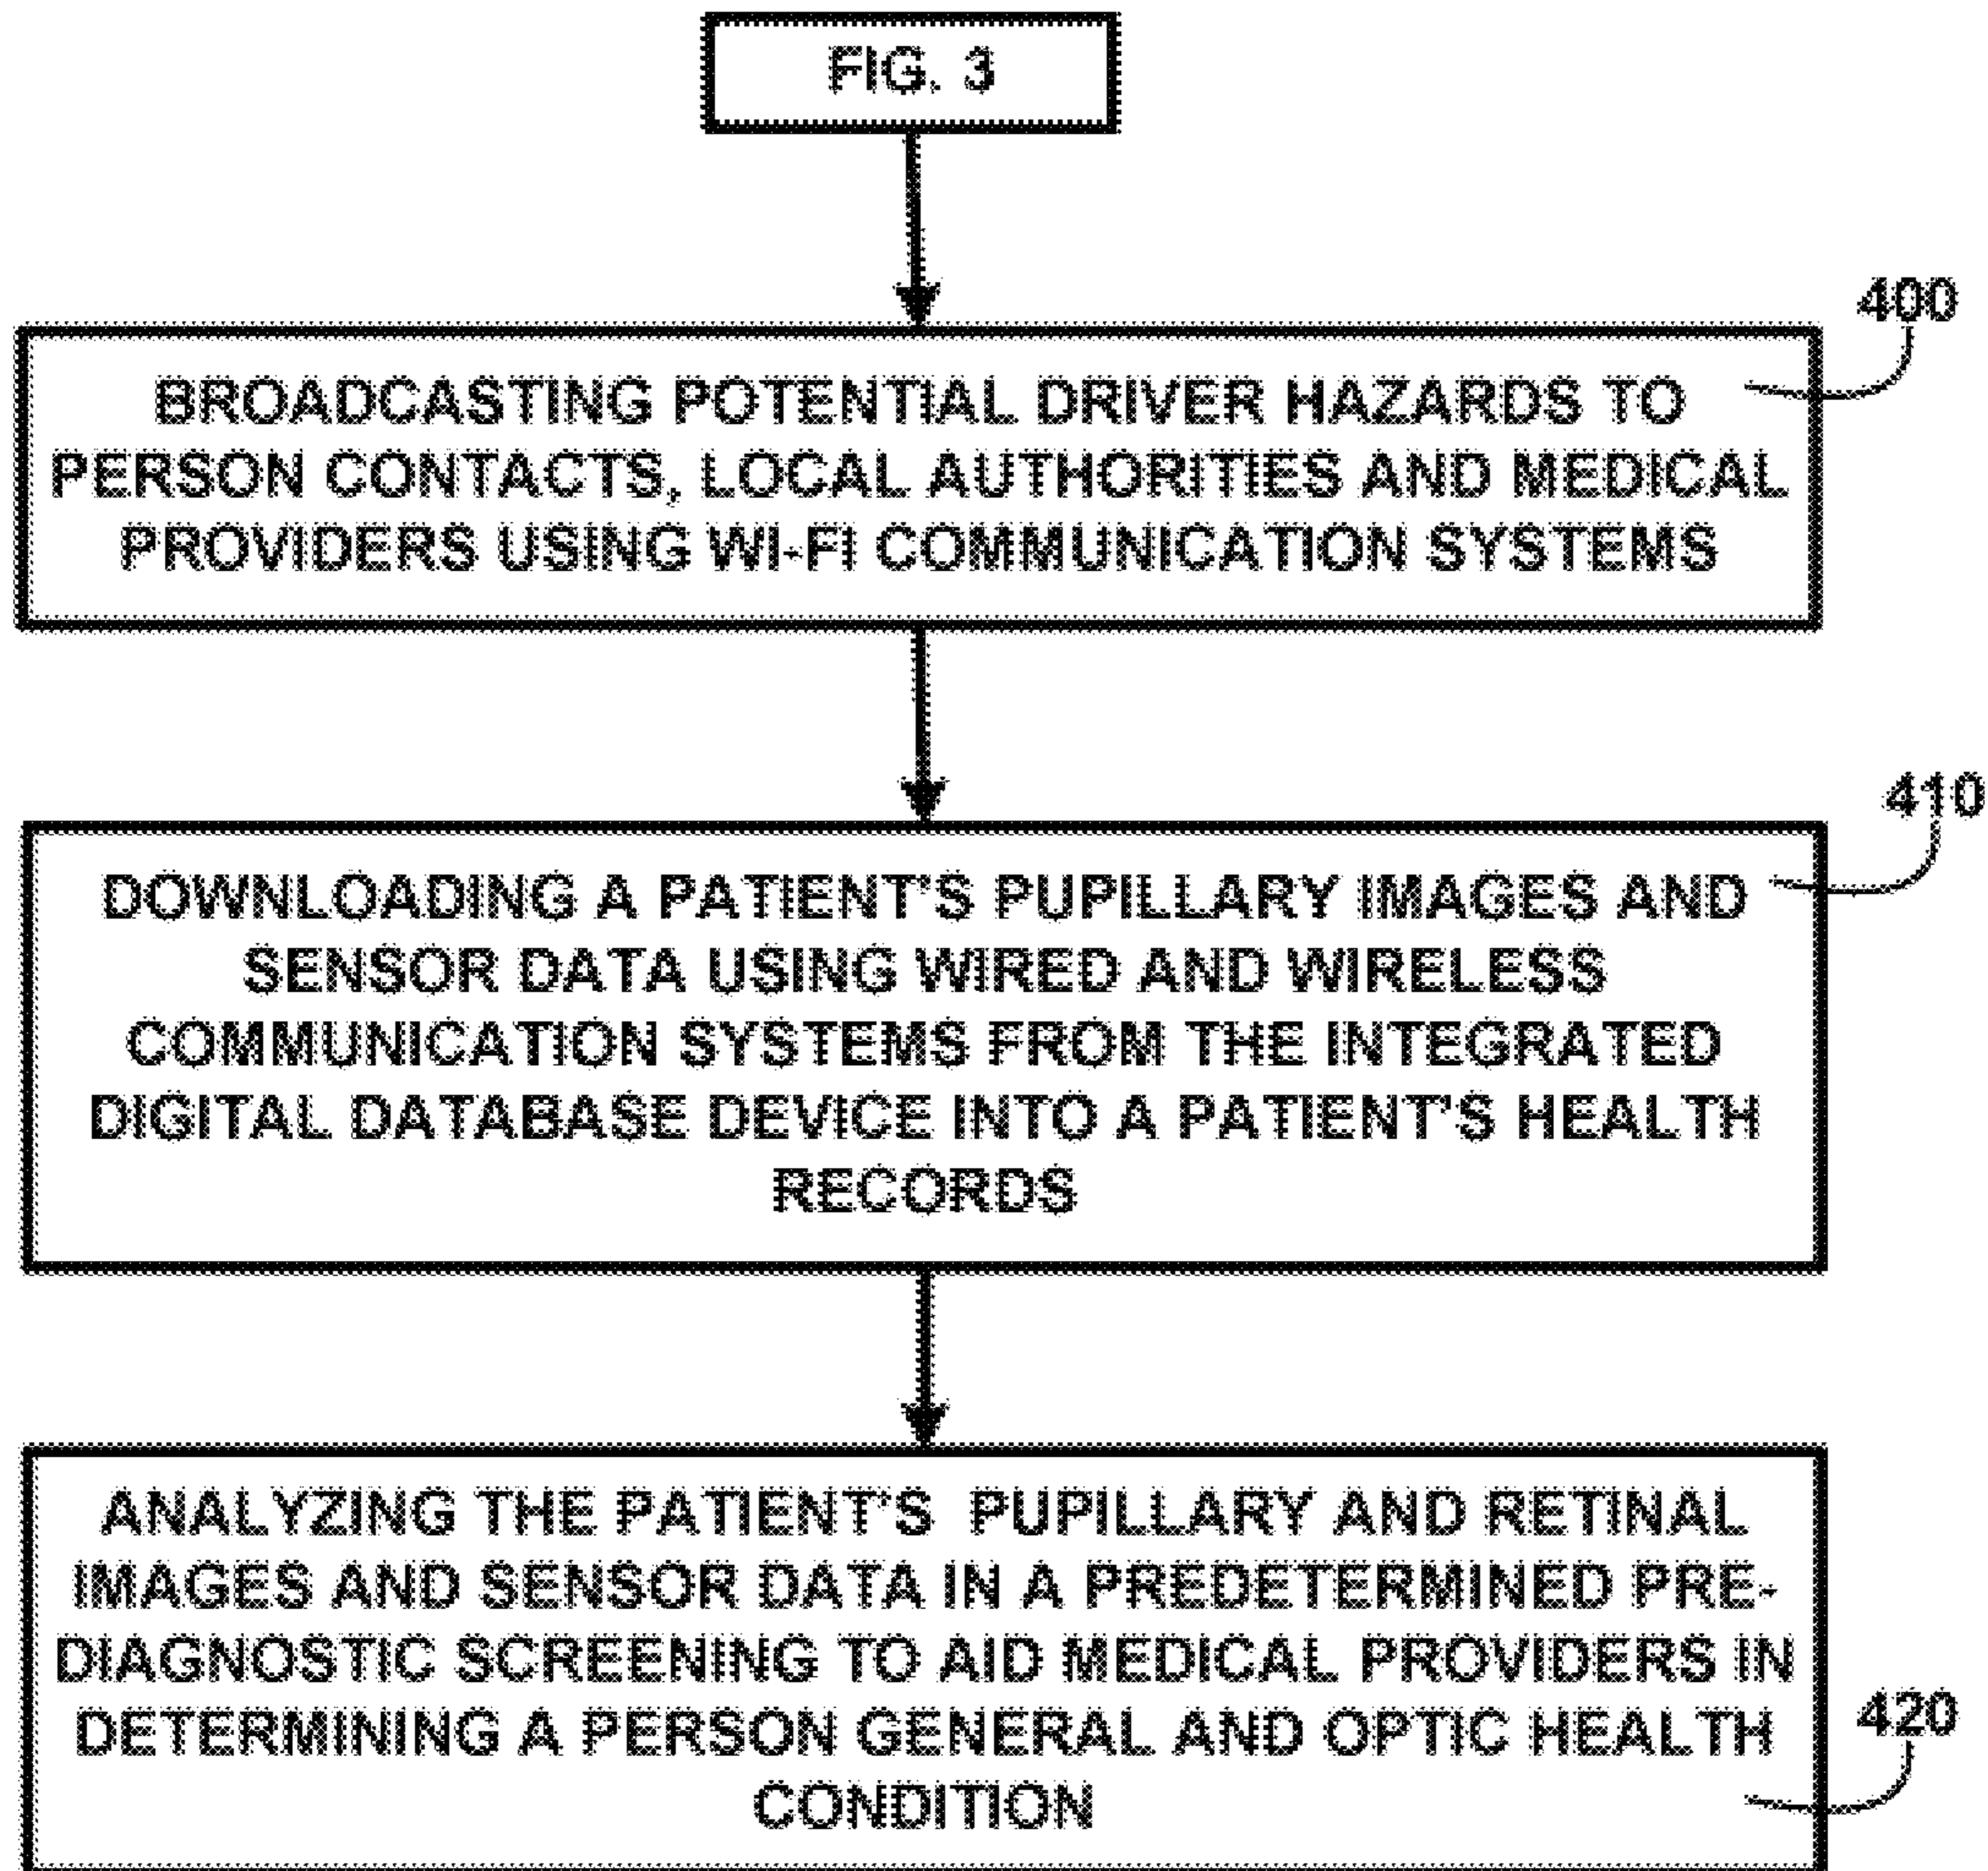 FIG. 3
400
BROADCASTING POTENTIAL DRIVER HAZARDS TO
PERSON CONTACTS, LOCAL AUTHORITIES AND MEDICAL
PROVIDERS USING WI-FI COMMUNICATION SYSTEMS
410
DOWNLOADING A PATIENT'S PUPILLARY IMAGES AND
SENSOR DATA USING WIRED AND WIRELESS
COMMUNICATION SYSTEMS FROM THE INTEGRATED
DIGITAL DATABASE DEVICE INTO A PATIENT'S HEALTH
RECORDS
ANALYZING THE PATIENT'S PUPILLARY AND RETINAL
IMAGES AND SENSOR DATA IN A PREDETERMINED PRE-
DIAGNOSTIC SCREENING TO AID MEDICAL PROVIDERS IN
DETERMINING A PERSON GENERAL AND OPTIC HEALTH
CONDITION
420